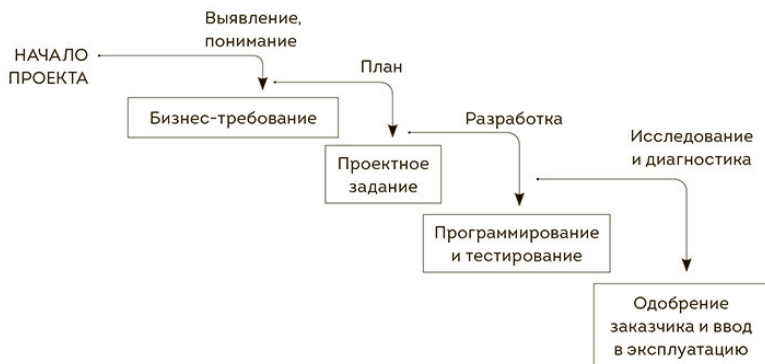 Выявление,
понимание
НАЧАЛО
ПРОЕКТА
План
Бизнес-требование
Разработка
Проектное
задание
Исследование
и диагностика
Программирование
и тестирование
Одобрение
заказчика и ввод
в эксплуатацию